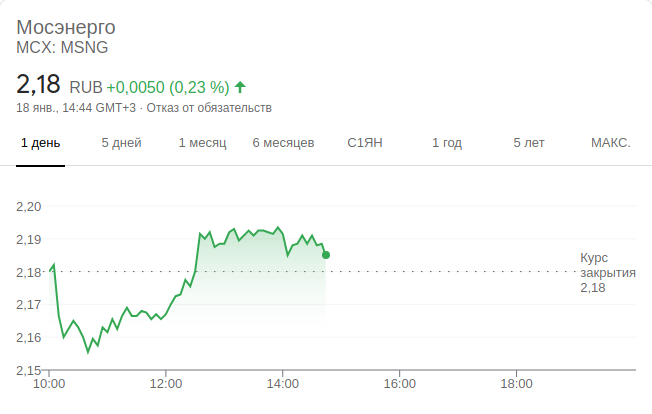 Мосэнерго
MCX: MSNG
2,18 RUB +0,0050 (0,23 %)
18 янв., 14:44 GMT+3 · Отказ от обязательств
1 день 5 дней 1 месяц 6 месяцев С1ЯН 1 год 5 лет МАКС.
2,20
2,19
2,18
2,17
2,16
2,15
Курс
закрытия
2,18
10:00 12:00 14:00 16:00 18:00